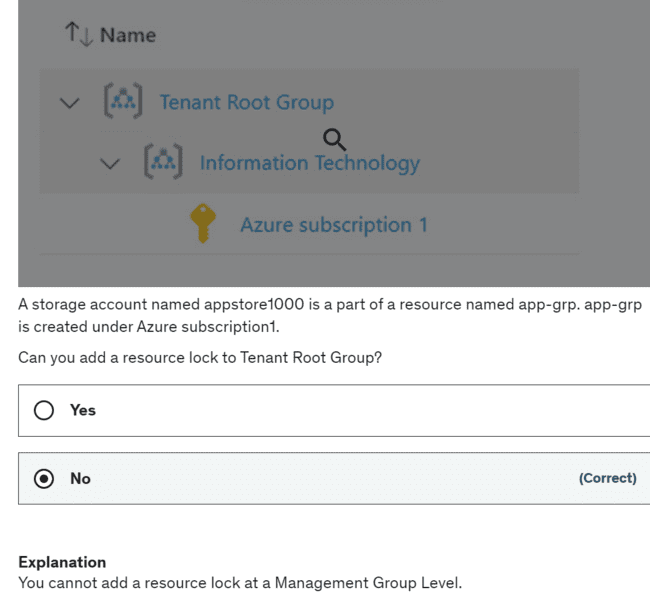 ↑↓ Name
Tenant Root Group
Information Technology
Azure subscription 1
A storage account named appstore1000 is a part of a resource named app-grp. app-grp
is created under Azure subscription1.
Can you add a resource lock to Tenant Root Group?
Yes
No (Correct)
Explanation
You cannot add a resource lock at a Management Group Level.